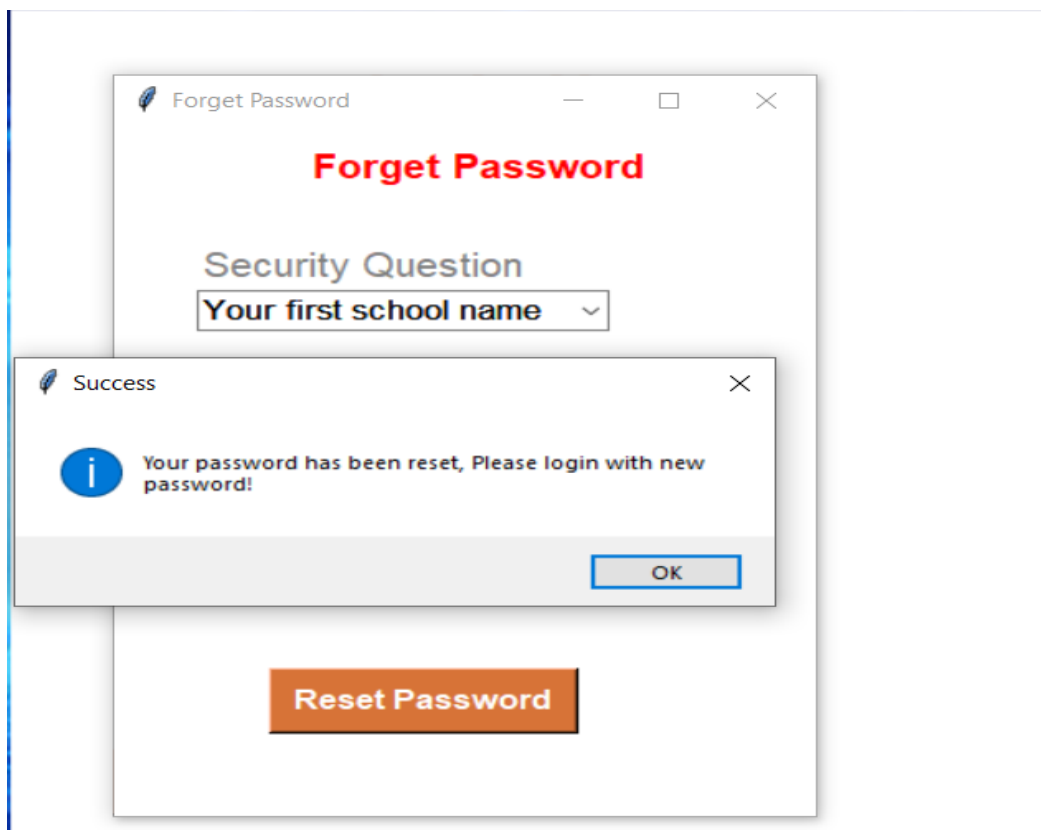 Forget Password
Forget Password
Security Question
Your first school name
Success
Your password has been reset, Please login with new
password!
OK
Reset Password